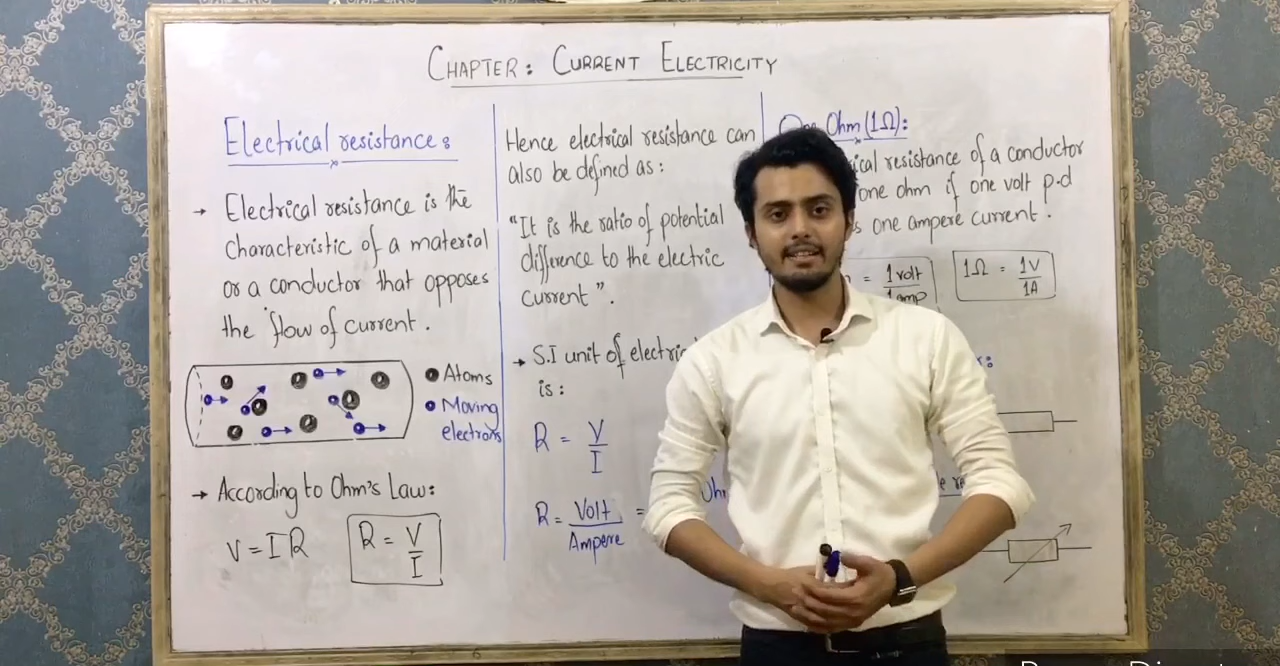 CHAPTER: CURRENT ELECTRICITY
Electrical resistance:
→ Electrical resistance is the
characteristic of a material
or a conductor that opposes
the flow of current.
Atoms
Moving
electrons
→ According to Ohm's Law:
V = IR
R = V/I
Hence electrical resistance can
also be defined as:
"It is the ratio of potential
difference to the electric
current".
→ S.I unit of
is:
R = V/I
R = Volt/Ampere =
Ohm (1Ω):
resistance of a conductor
one ohm if one volt p.d
one ampere current.
= 1 volt/1 amp
1Ω = 1V/1A